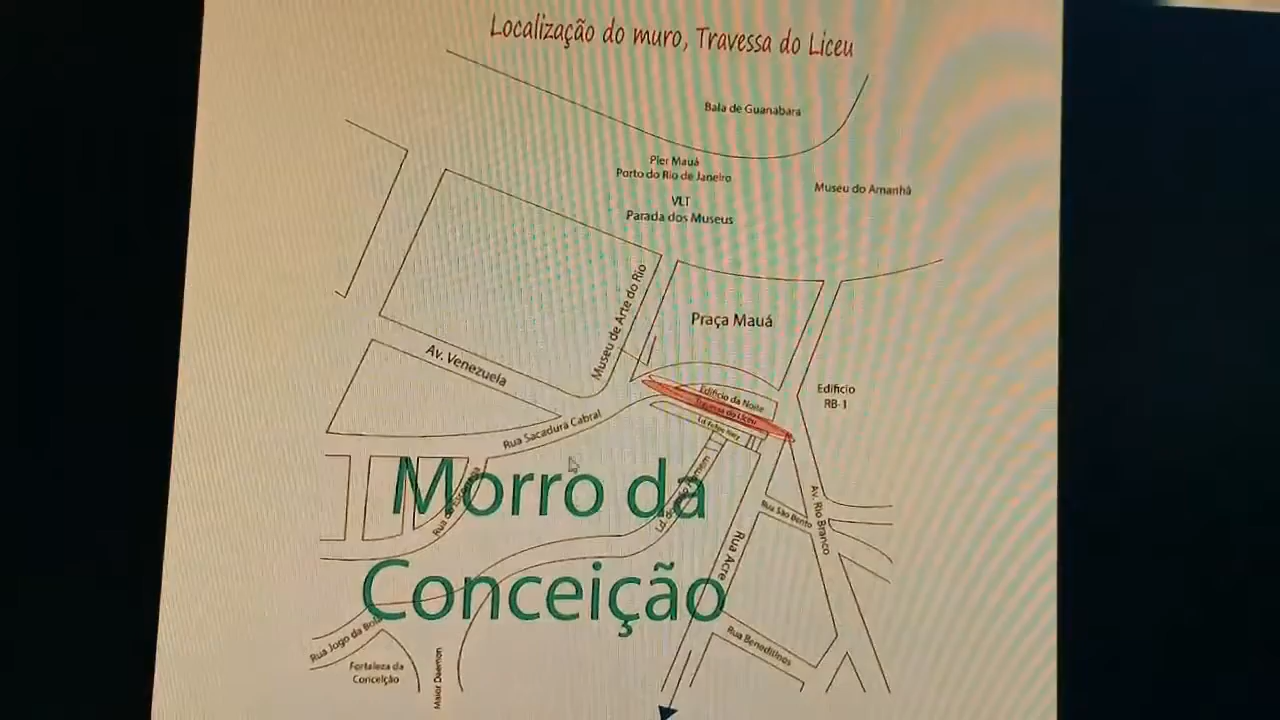 Localização do muro, Travessa do Liceu
Baía de Guanabara
Pier Mauá
Porto do Rio de Janeiro
Museu do Amanhã
VLT
Parada dos Museus
Museu de Arte do Rio
Praça Mauá
Av. Venezuela
Edifício
RB-1
Edifício da Noite
Travessa do Liceu
Rua Sacadura Cabral
Morro da
Rua São Bento
Av. Rio Branco
Rua Acre
Conceição
Rua Jogo da Bola
Rua Beneditinos
Fortaleza da
Conceição
Major Daemon